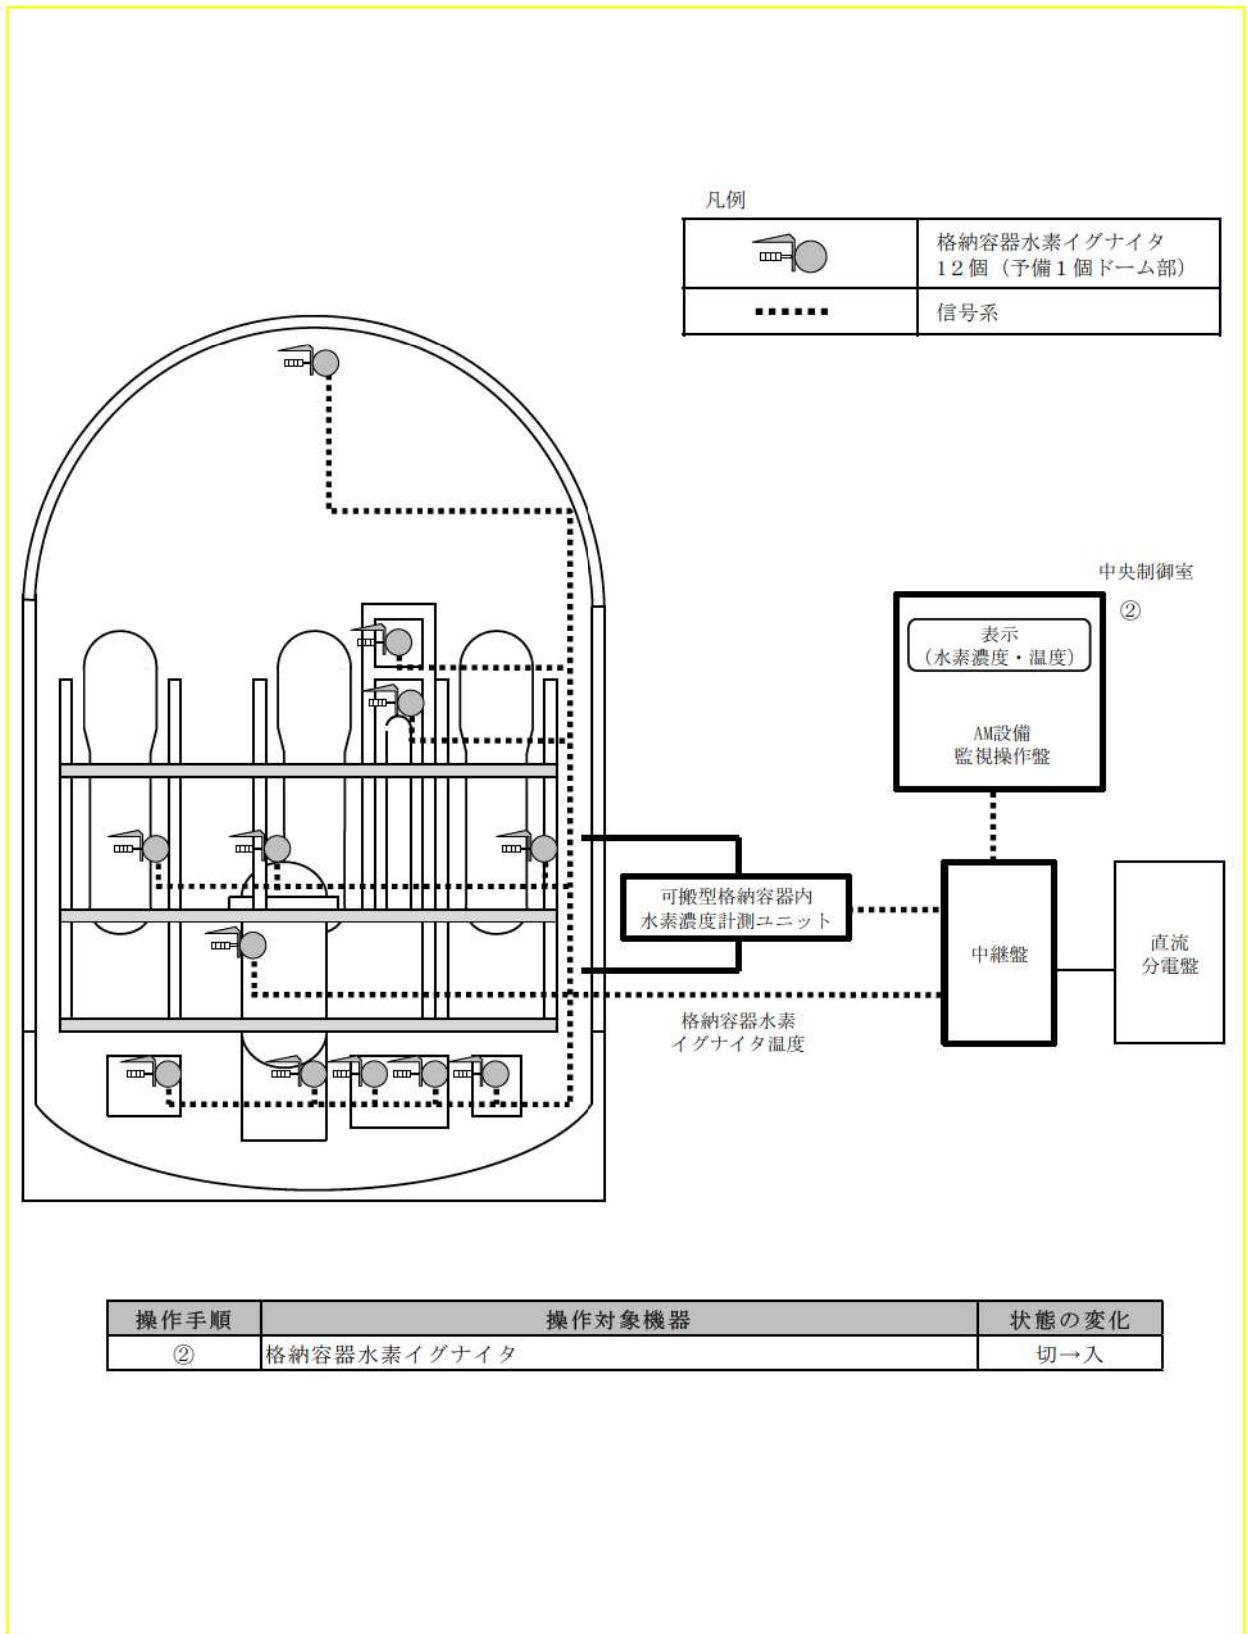 凡例
格納容器水素イグナイタ
12個（予備1個ドーム部）
信号系
中央制御室
②
表示
（水素濃度・温度）
AM設備
監視操作盤
可搬型格納容器内
水素濃度計測ユニット
中継盤
直流
分電盤
格納容器水素
イグナイタ温度
操作手順 操作対象機器 状態の変化
② 格納容器水素イグナイタ 切→入